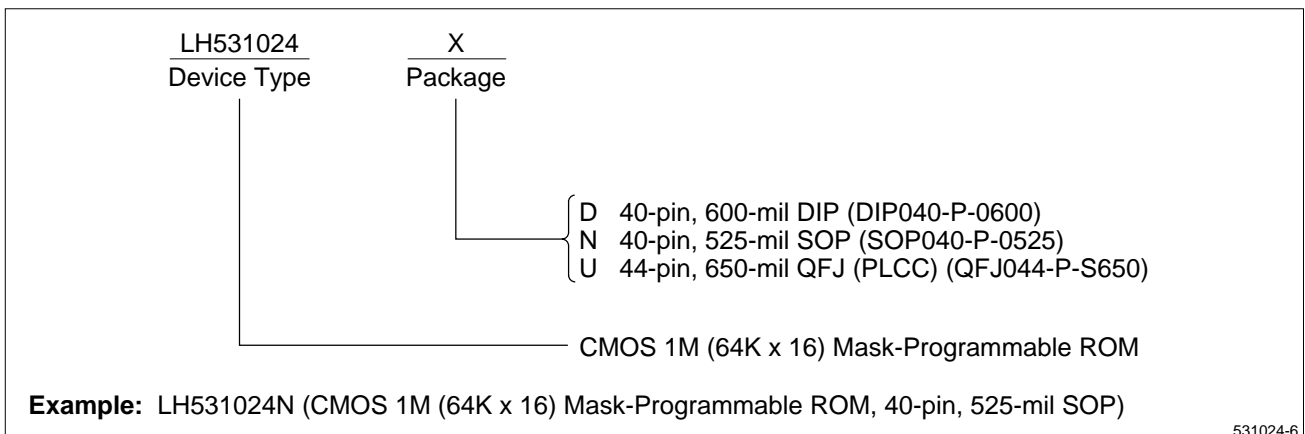 LH531024 X
Device Type Package
D 40-pin, 600-mil DIP (DIP040-P-0600)
N 40-pin, 525-mil SOP (SOP040-P-0525)
U 44-pin, 650-mil QFJ (PLCC) (QFJ044-P-S650)
CMOS 1M (64K x 16) Mask-Programmable ROM
Example: LH531024N (CMOS 1M (64K x 16) Mask-Programmable ROM, 40-pin, 525-mil SOP)
531024-6